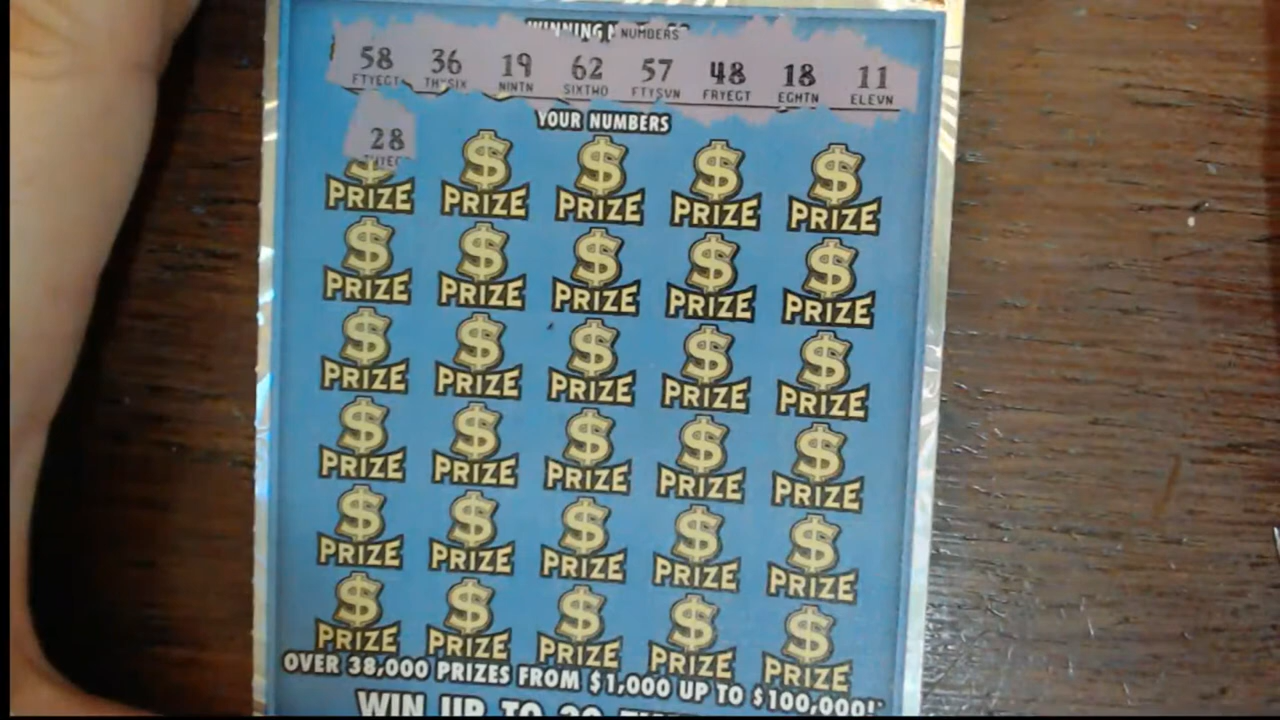 WINNING NUMBERS
58 36 19 62 57 48 18 11
FTYEGT THYSIX NINTN SIXTWO FTYSVN FRYEGT EGHTN ELEVN
YOUR NUMBERS
28
$ $ $ $ $
PRIZE PRIZE PRIZE PRIZE PRIZE
$ $ $ $ $
PRIZE PRIZE PRIZE PRIZE PRIZE
$ $ $ $ $
PRIZE PRIZE PRIZE PRIZE PRIZE
$ $ $ $ $
PRIZE PRIZE PRIZE PRIZE PRIZE
$ $ $ $ $
PRIZE PRIZE PRIZE PRIZE PRIZE
$ $ $ $ $
PRIZE PRIZE PRIZE PRIZE PRIZE
OVER 38,000 PRIZES FROM $1,000 UP TO $100,000!
WIN UP TO 30